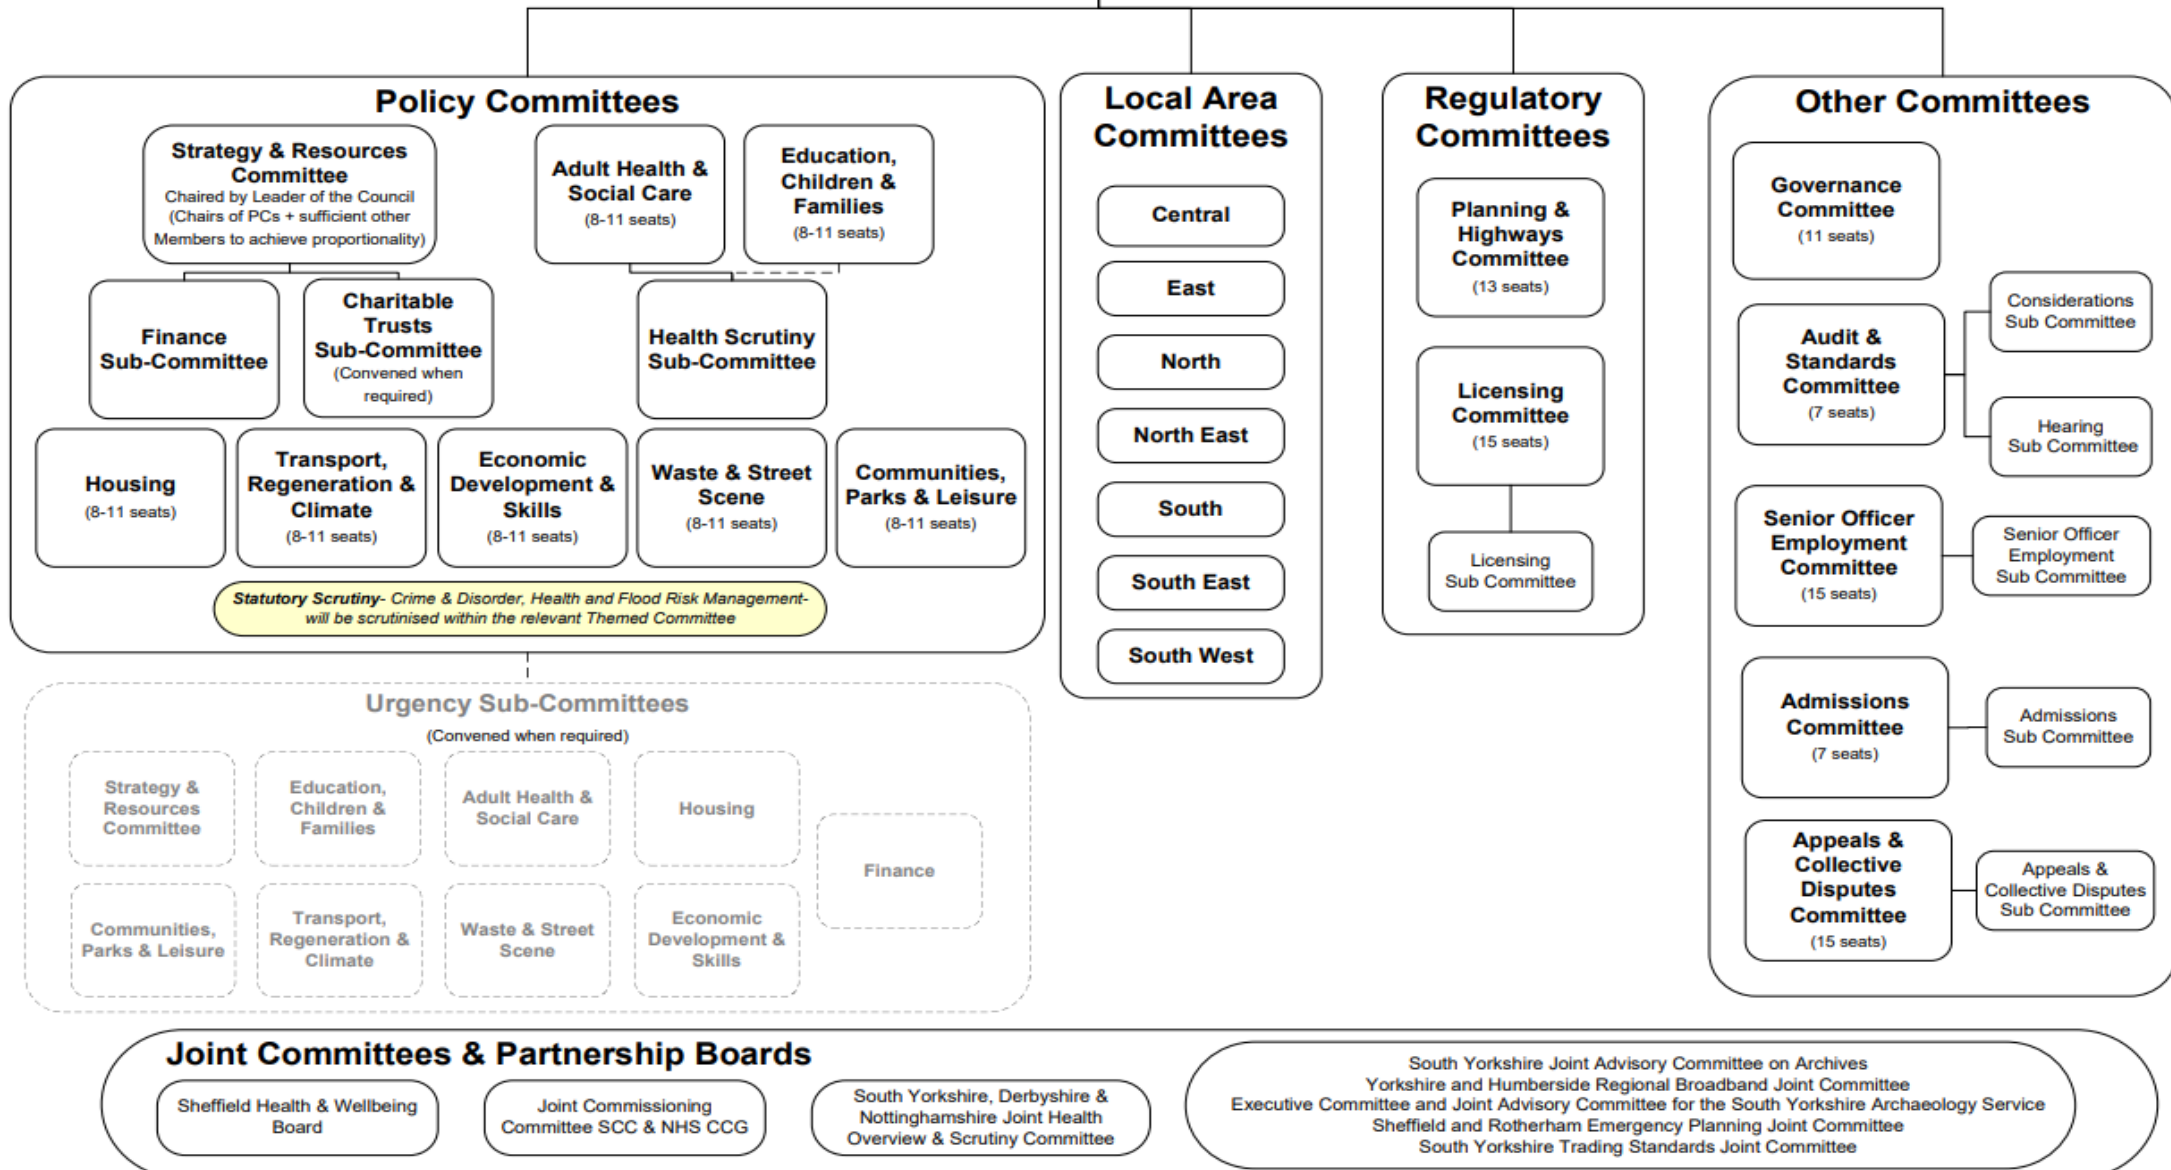 Policy Committees
Strategy & Resources
Committee
Chaired by Leader of the Council
(Chairs of PCs + sufficient other
Members to achieve proportionality)
Adult Health &
Social Care
(8-11 seats)
Education,
Children &
Families
(8-11 seats)
Finance
Sub-Committee
Charitable
Trusts
Sub-Committee
(Convened when
required)
Health Scrutiny
Sub-Committee
Housing
(8-11 seats)
Transport,
Regeneration &
Climate
(8-11 seats)
Economic
Development &
Skills
(8-11 seats)
Waste & Street
Scene
(8-11 seats)
Communities,
Parks & Leisure
(8-11 seats)
Statutory Scrutiny- Crime & Disorder, Health and Flood Risk Management-
will be scrutinised within the relevant Themed Committee
Urgency Sub-Committees
(Convened when required)
Strategy &
Resources
Committee
Education,
Children &
Families
Adult Health &
Social Care
Housing
Finance
Communities,
Parks & Leisure
Transport,
Regeneration &
Climate
Waste & Street
Scene
Economic
Development &
Skills
Local Area
Committees
Central
East
North
North East
South
South East
South West
Regulatory
Committees
Planning &
Highways
Committee
(13 seats)
Licensing
Committee
(15 seats)
Licensing
Sub Committee
Other Committees
Governance
Committee
(11 seats)
Audit &
Standards
Committee
(7 seats)
Considerations
Sub Committee
Hearing
Sub Committee
Senior Officer
Employment
Committee
(15 seats)
Senior Officer
Employment
Sub Committee
Admissions
Committee
(7 seats)
Admissions
Sub Committee
Appeals &
Collective
Disputes
Committee
(15 seats)
Appeals &
Collective Disputes
Sub Committee
Joint Committees & Partnership Boards
Sheffield Health & Wellbeing
Board
Joint Commissioning
Committee SCC & NHS CCG
South Yorkshire, Derbyshire &
Nottinghamshire Joint Health
Overview & Scrutiny Committee
South Yorkshire Joint Advisory Committee on Archives
Yorkshire and Humberside Regional Broadband Joint Committee
Executive Committee and Joint Advisory Committee for the South Yorkshire Archaeology Service
Sheffield and Rotherham Emergency Planning Joint Committee
South Yorkshire Trading Standards Joint Committee